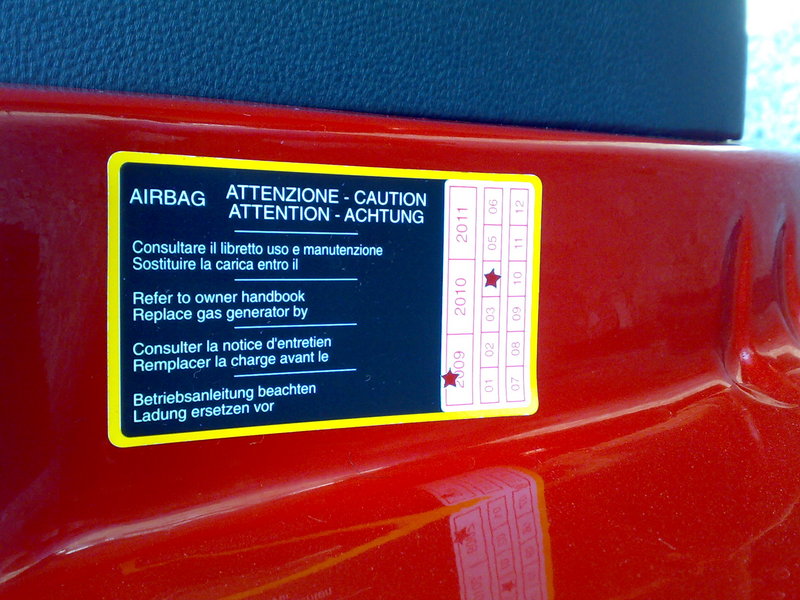 AIRBAG ATTENZIONE - CAUTION
ATTENTION - ACHTUNG
Consultare il libretto uso e manutenzione
Sostituire la carica entro il
Refer to owner handbook
Replace gas generator by
Consulter la notice d'entretien
Remplacer la charge avant le
Betriebsanleitung beachten
Ladung ersetzen vor
2009 2010 2011
01 02 03 05 06
07 08 09 10 11 12